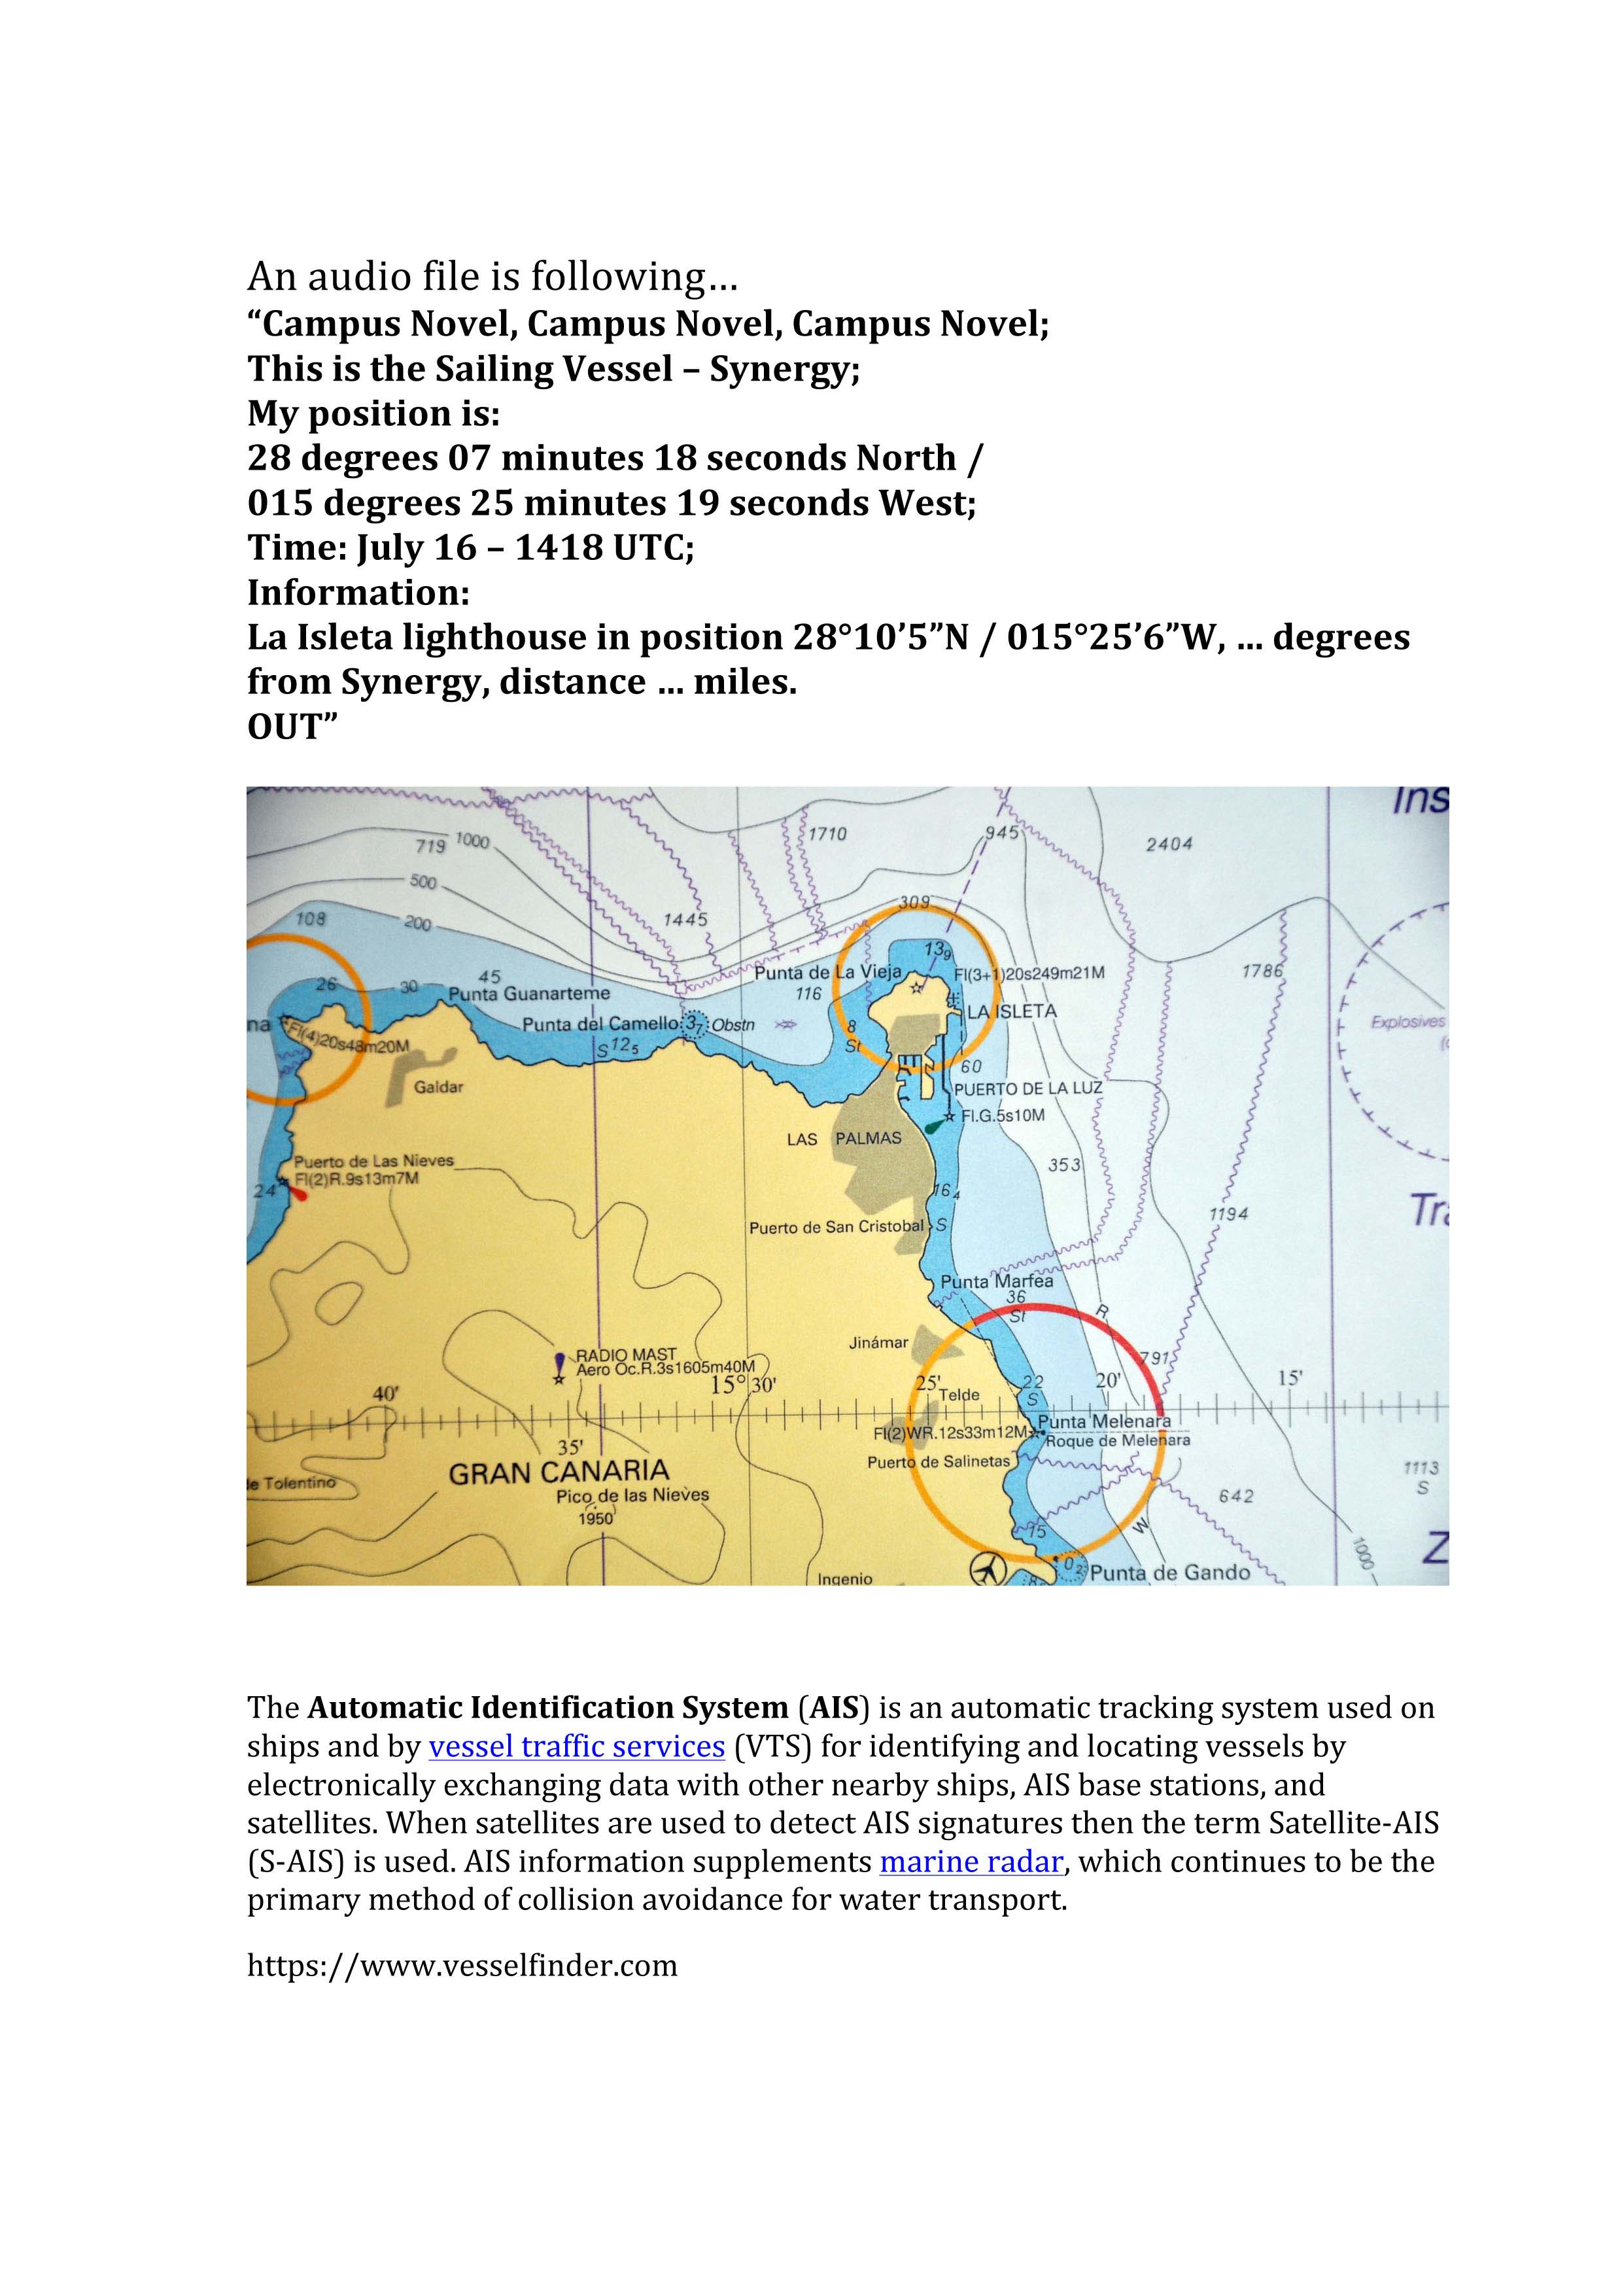 An audio file is following…
“Campus Novel, Campus Novel, Campus Novel;
This is the Sailing Vessel – Synergy;
My position is:
28 degrees 07 minutes 18 seconds North /
015 degrees 25 minutes 19 seconds West;
Time: July 16 – 1418 UTC;
Information:
La Isleta lighthouse in position 28°10’5”N / 015°25’6”W, … degrees
from Synergy, distance … miles.
OUT”
Ins
1710
945
2404
719
1000
500
108
200
1445
309
26
30
45
Punta Guanarteme
Punta de La Vieja
116
13₉
Fl(3+1)20s249m21M
1786
LA ISLETA
na
Fl(4)20s48m20M
Punta del Camello
3₇
Obstn
8
St
Explosives
S
12₅
Galdar
60
PUERTO DE LA LUZ
Fl.G.5s10M
LAS PALMAS
353
Puerto de Las Nieves
Fl(2)R.9s13m7M
24
16₄
Tra
1194
Puerto de San Cristobal
S
Punta Marfea
36
St
R
Jinámar
791
RADIO MAST
Aero Oc.R.3s1605m40M
40'
15°30'
25'
Telde
22
S
20'
15'
Fl(2)WR.12s33m12M
Punta Melenara
Roque de Melenara
35'
GRAN CANARIA
Puerto de Salinetas
de Tolentino
Pico de las Nieves
1950
1113
S
642
W
15
1000
Z
Ingenio
8
0₂
Punta de Gando
The Automatic Identification System (AIS) is an automatic tracking system used on
ships and by vessel traffic services (VTS) for identifying and locating vessels by
electronically exchanging data with other nearby ships, AIS base stations, and
satellites. When satellites are used to detect AIS signatures then the term Satellite-AIS
(S-AIS) is used. AIS information supplements marine radar, which continues to be the
primary method of collision avoidance for water transport.
https://www.vesselfinder.com